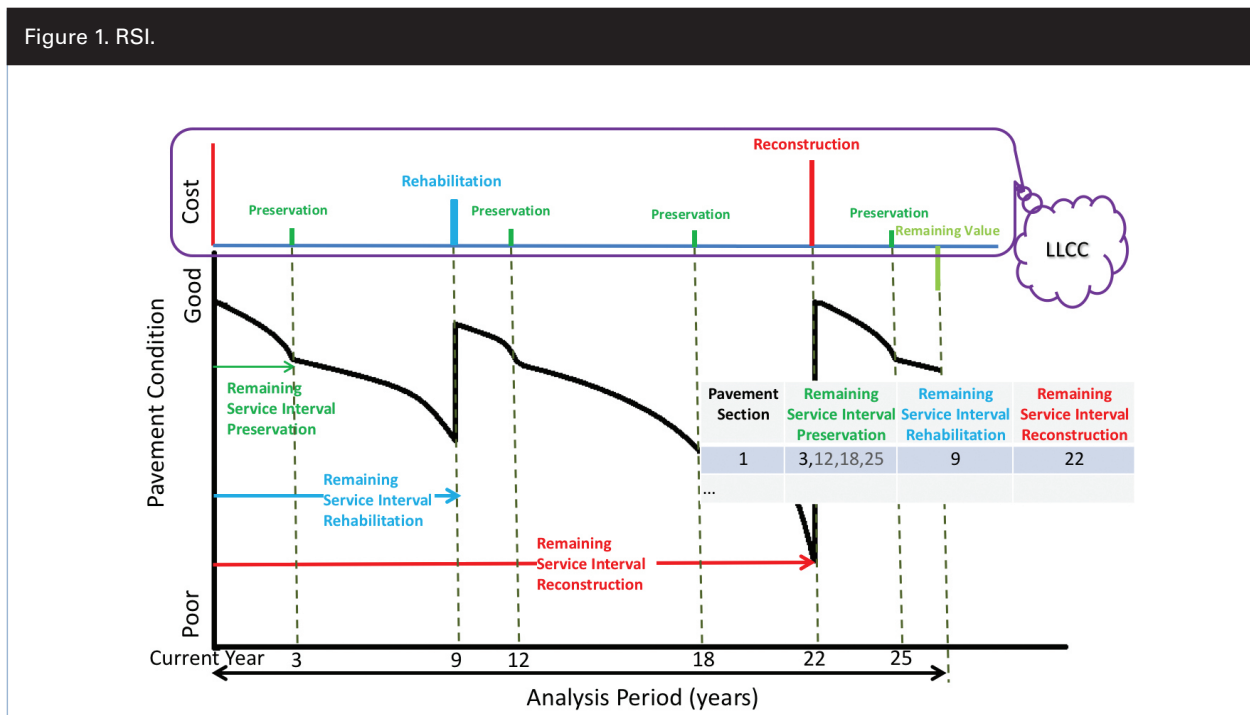 Figure 1. RSI.
Cost
Reconstruction
Rehabilitation
Preservation
Preservation
Preservation
Preservation
Remaining Value
LLCC
Good
Pavement Condition
Poor
Remaining
Service Interval
Preservation
Remaining
Service Interval
Rehabilitation
Remaining
Service Interval
Reconstruction
Pavement Section
Remaining Service Interval Preservation
Remaining Service Interval Rehabilitation
Remaining Service Interval Reconstruction
1 3,12,18,25 9 22
...
Current Year 3 9 12 18 22 25
Analysis Period (years)